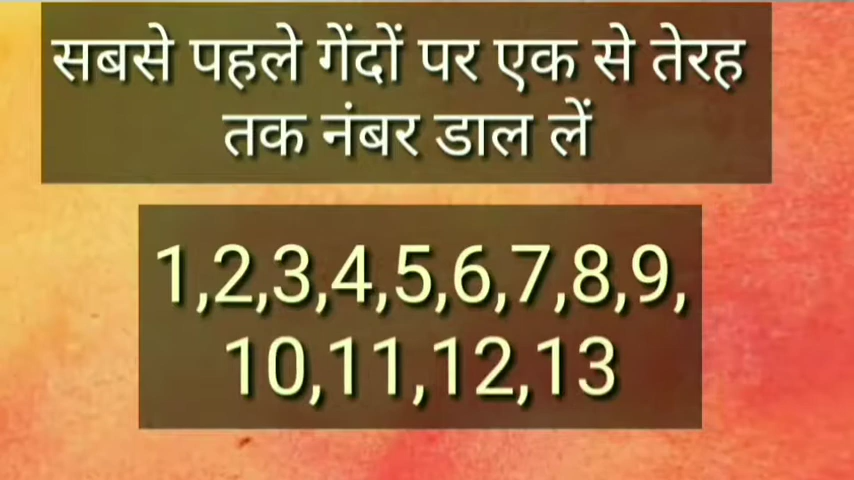 सबसे पहले गेंदों पर एक से तेरह
तक नंबर डाल लें
1,2,3,4,5,6,7,8,9,
10,11,12,13